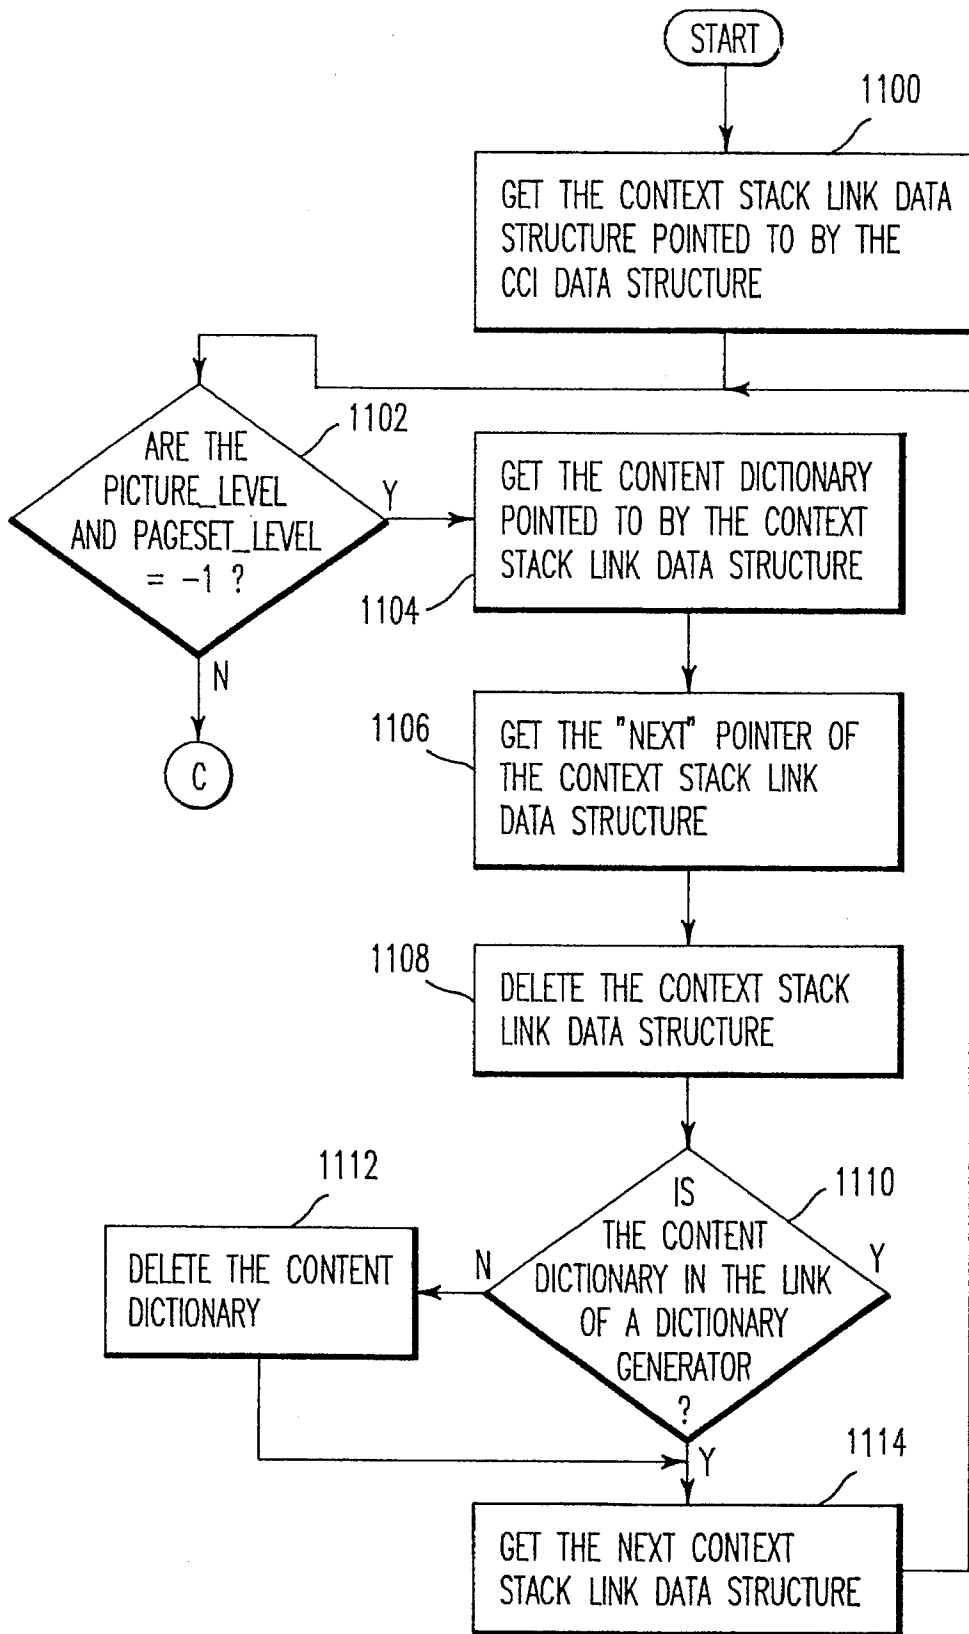 START
1100
GET THE CONTEXT STACK LINK DATA
STRUCTURE POINTED TO BY THE
CCI DATA STRUCTURE
1102
ARE THE
PICTURE_LEVEL
AND PAGESET_LEVEL
= -1 ?
Y
N
C
GET THE CONTENT DICTIONARY
POINTED TO BY THE CONTEXT
STACK LINK DATA STRUCTURE
1104
1106
GET THE "NEXT" POINTER OF
THE CONTEXT STACK LINK
DATA STRUCTURE
1108
DELETE THE CONTEXT STACK
LINK DATA STRUCTURE
1110
IS
THE CONTENT
DICTIONARY IN THE LINK
OF A DICTIONARY
GENERATOR
?
N
Y
Y
1112
DELETE THE CONTENT
DICTIONARY
1114
GET THE NEXT CONTEXT
STACK LINK DATA STRUCTURE